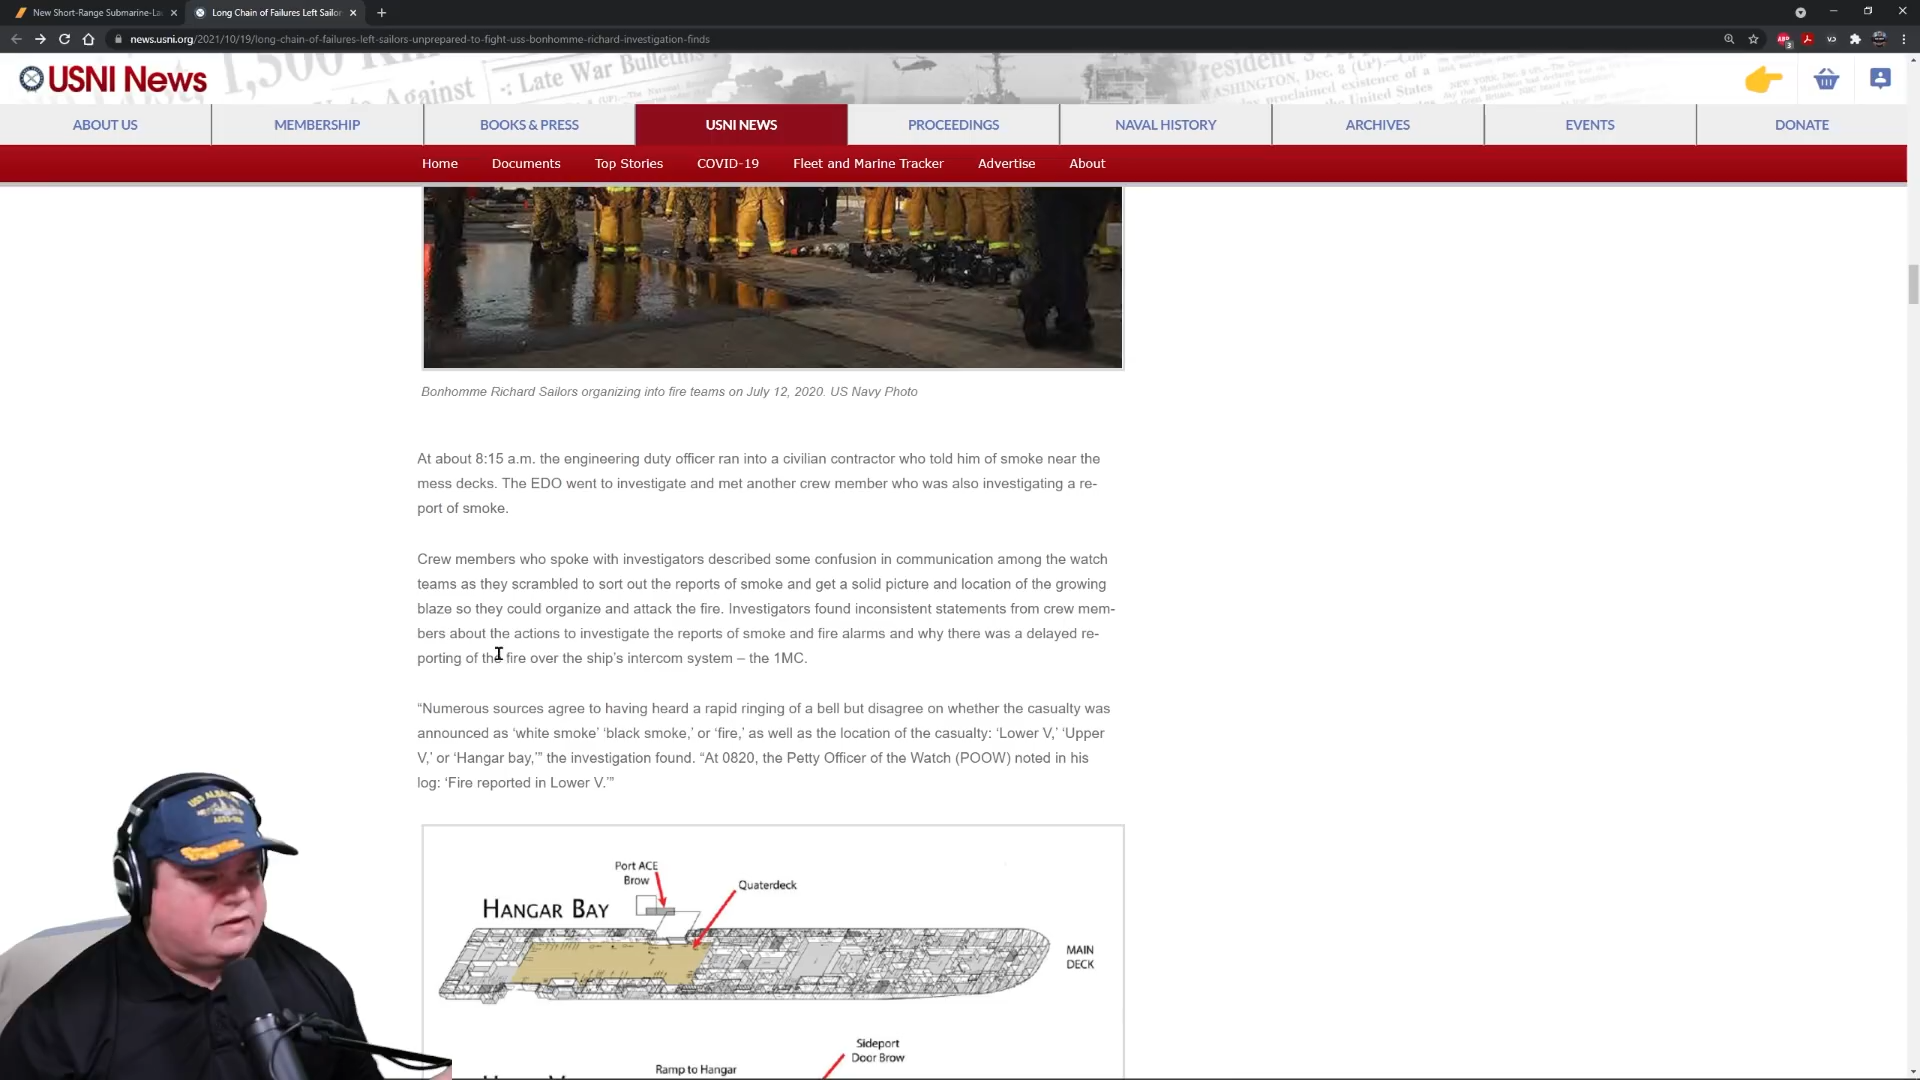 New Short-Range Submarine-La
Long Chain of Failures Left Sailor
news.usni.org/2021/10/19/long-chain-of-failures-left-sailors-unprepared-to-fight-uss-bonhomme-richard-investigation-finds
USNI News
Against
Late War Bulletins
President's
WASHINGTON, Dec. 8 (UP).
ABOUT US
MEMBERSHIP
BOOKS & PRESS
USNI NEWS
PROCEEDINGS
NAVAL HISTORY
ARCHIVES
EVENTS
DONATE
Home
Documents
Top Stories
COVID-19
Fleet and Marine Tracker
Advertise
About
Bonhomme Richard Sailors organizing into fire teams on July 12, 2020. US Navy Photo
At about 8:15 a.m. the engineering duty officer ran into a civilian contractor who told him of smoke near the
mess decks. The EDO went to investigate and met another crew member who was also investigating a re-
port of smoke.
Crew members who spoke with investigators described some confusion in communication among the watch
teams as they scrambled to sort out the reports of smoke and get a solid picture and location of the growing
blaze so they could organize and attack the fire. Investigators found inconsistent statements from crew mem-
bers about the actions to investigate the reports of smoke and fire alarms and why there was a delayed re-
porting of the fire over the ship’s intercom system – the 1MC.
“Numerous sources agree to having heard a rapid ringing of a bell but disagree on whether the casualty was
announced as ‘white smoke’ ‘black smoke,’ or ‘fire,’ as well as the location of the casualty: ‘Lower V,’ ‘Upper
V,’ or ‘Hangar bay,’” the investigation found. “At 0820, the Petty Officer of the Watch (POOW) noted in his
log: ‘Fire reported in Lower V.’”
Port ACE
Brow
Quaterdeck
HANGAR BAY
MAIN
DECK
Sideport
Door Brow
Ramp to Hangar